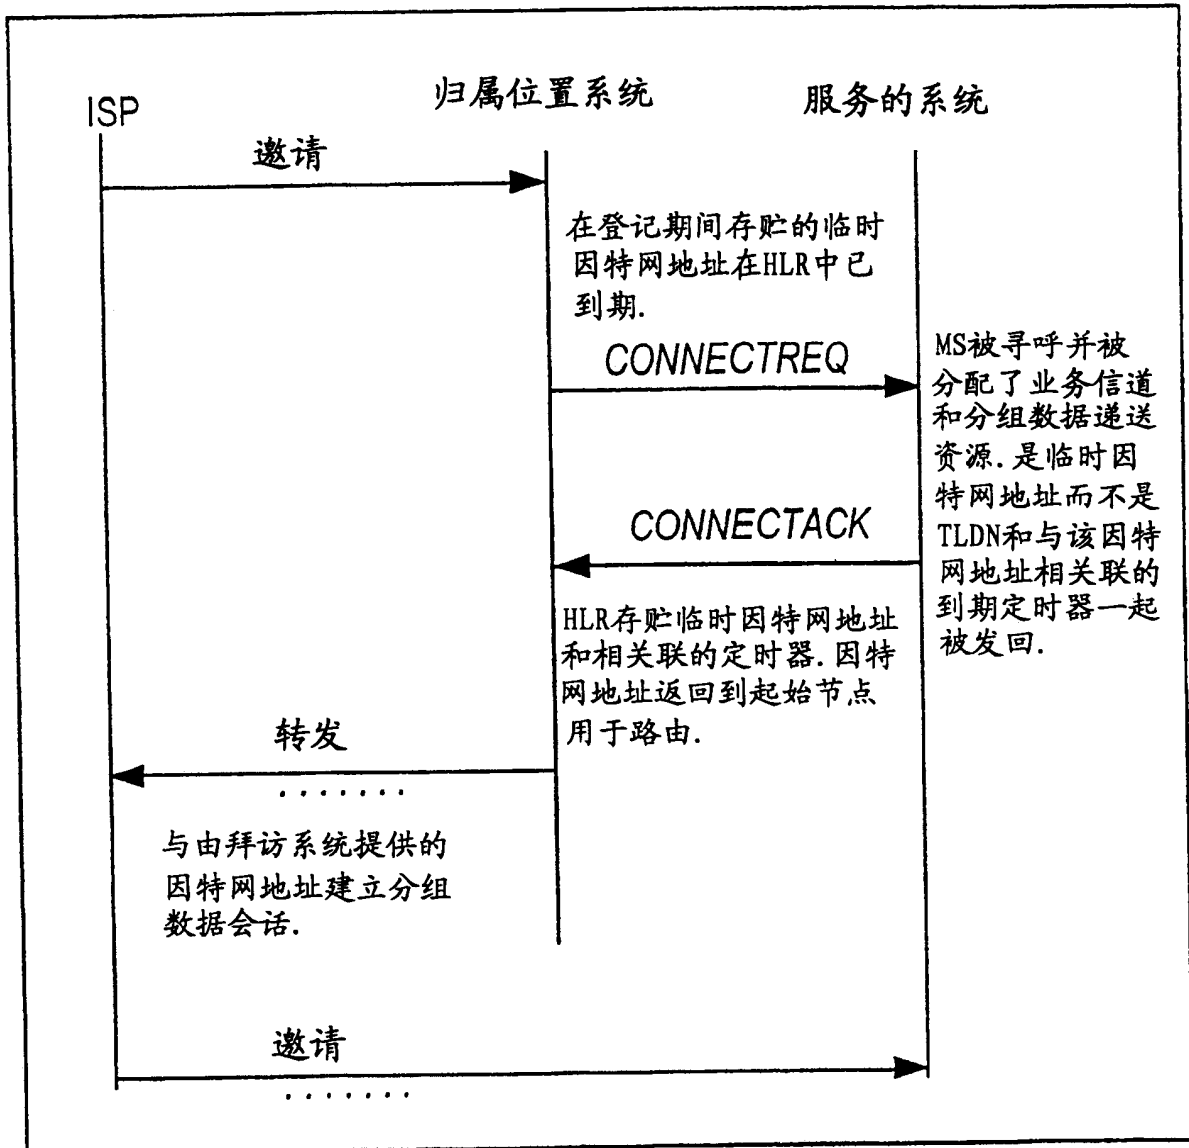 ISP
归属位置系统
服务的系统
邀请
在登记期间存贮的临时
因特网地址在HLR中已
到期.
CONNECTREQ
MS被寻呼并被
分配了业务信道
和分组数据递送
资源.是临时因
特网地址而不是
TLDN和与该因特
网地址相关联的
到期定时器一起
被发回.
CONNECTACK
HLR存贮临时因特网地址
和相关联的定时器.因特
网地址返回到起始节点
用于路由.
转发
.......
与由拜访系统提供的
因特网地址建立分组
数据会话.
邀请
.......